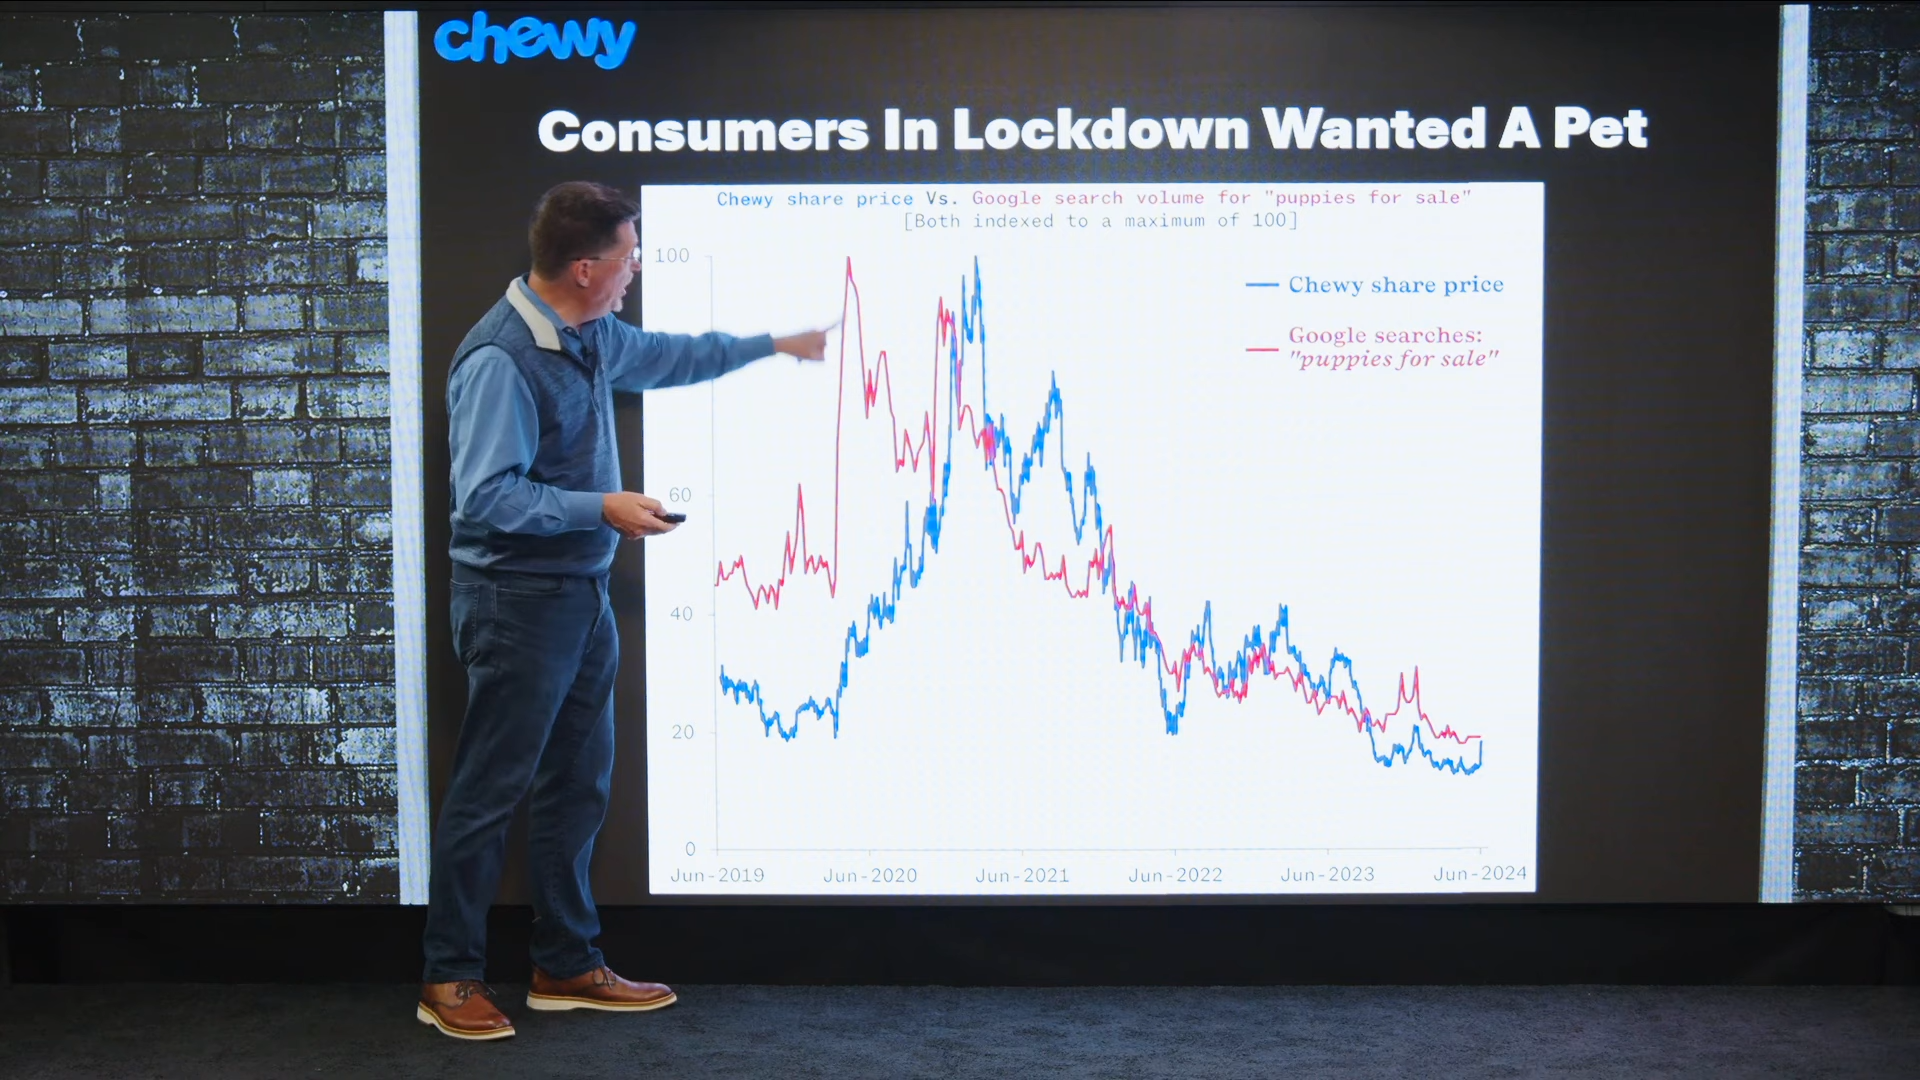 chewy
Consumers In Lockdown Wanted A Pet
Chewy share price Vs. Google search volume for "puppies for sale"
[Both indexed to a maximum of 100]
100
Chewy share price
Google searches:
"puppies for sale"
60
40
20
0
Jun-2019 Jun-2020 Jun-2021 Jun-2022 Jun-2023 Jun-2024